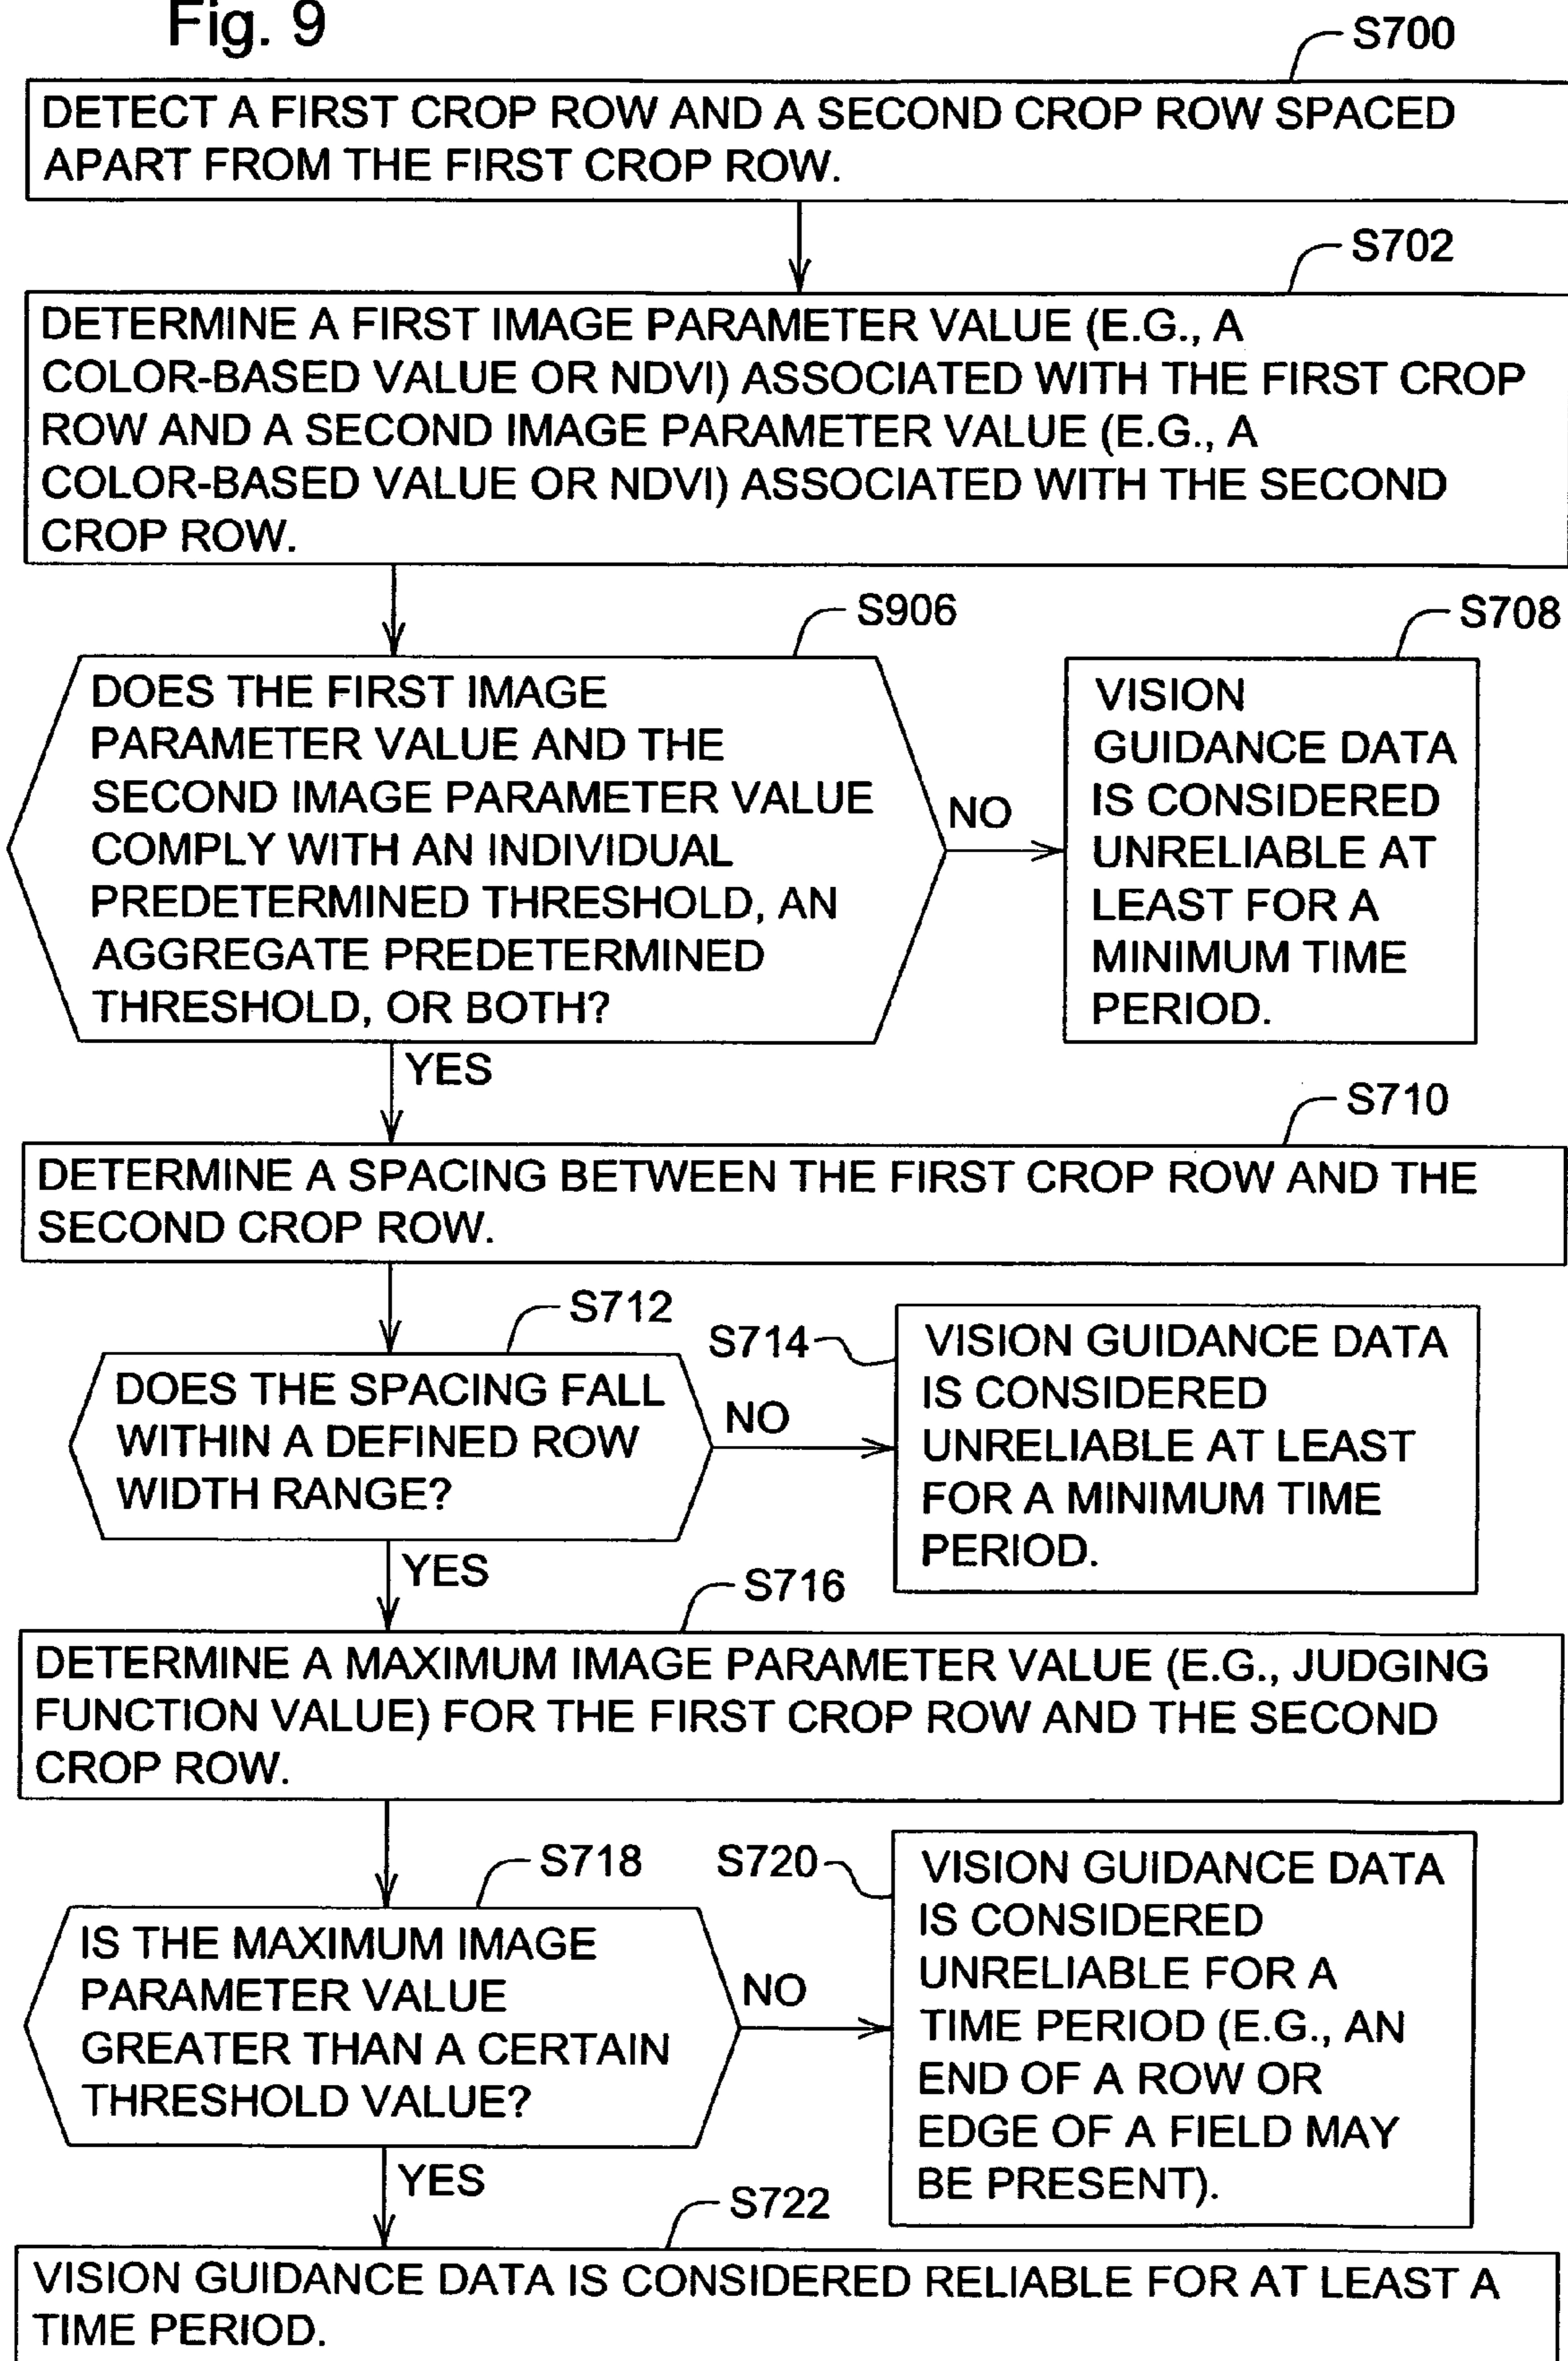 Fig. 9
S700
DETECT A FIRST CROP ROW AND A SECOND CROP ROW SPACED
APART FROM THE FIRST CROP ROW.
S702
DETERMINE A FIRST IMAGE PARAMETER VALUE (E.G., A
COLOR-BASED VALUE OR NDVI) ASSOCIATED WITH THE FIRST CROP
ROW AND A SECOND IMAGE PARAMETER VALUE (E.G., A
COLOR-BASED VALUE OR NDVI) ASSOCIATED WITH THE SECOND
CROP ROW.
S906
DOES THE FIRST IMAGE
PARAMETER VALUE AND THE
SECOND IMAGE PARAMETER VALUE
COMPLY WITH AN INDIVIDUAL
PREDETERMINED THRESHOLD, AN
AGGREGATE PREDETERMINED
THRESHOLD, OR BOTH?
NO
S708
VISION
GUIDANCE DATA
IS CONSIDERED
UNRELIABLE AT
LEAST FOR A
MINIMUM TIME
PERIOD.
YES
S710
DETERMINE A SPACING BETWEEN THE FIRST CROP ROW AND THE
SECOND CROP ROW.
S712
DOES THE SPACING FALL
WITHIN A DEFINED ROW
WIDTH RANGE?
NO
S714
VISION GUIDANCE DATA
IS CONSIDERED
UNRELIABLE AT LEAST
FOR A MINIMUM TIME
PERIOD.
YES
S716
DETERMINE A MAXIMUM IMAGE PARAMETER VALUE (E.G., JUDGING
FUNCTION VALUE) FOR THE FIRST CROP ROW AND THE SECOND
CROP ROW.
S718
IS THE MAXIMUM IMAGE
PARAMETER VALUE
GREATER THAN A CERTAIN
THRESHOLD VALUE?
NO
S720
VISION GUIDANCE DATA
IS CONSIDERED
UNRELIABLE FOR A
TIME PERIOD (E.G., AN
END OF A ROW OR
EDGE OF A FIELD MAY
BE PRESENT).
YES
S722
VISION GUIDANCE DATA IS CONSIDERED RELIABLE FOR AT LEAST A
TIME PERIOD.